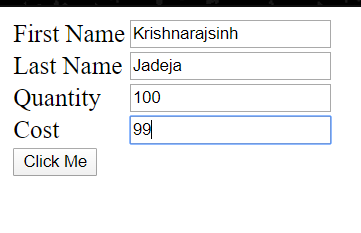 First Name Krishnarajsinh
Last Name Jadeja
Quantity 100
Cost 99
Click Me